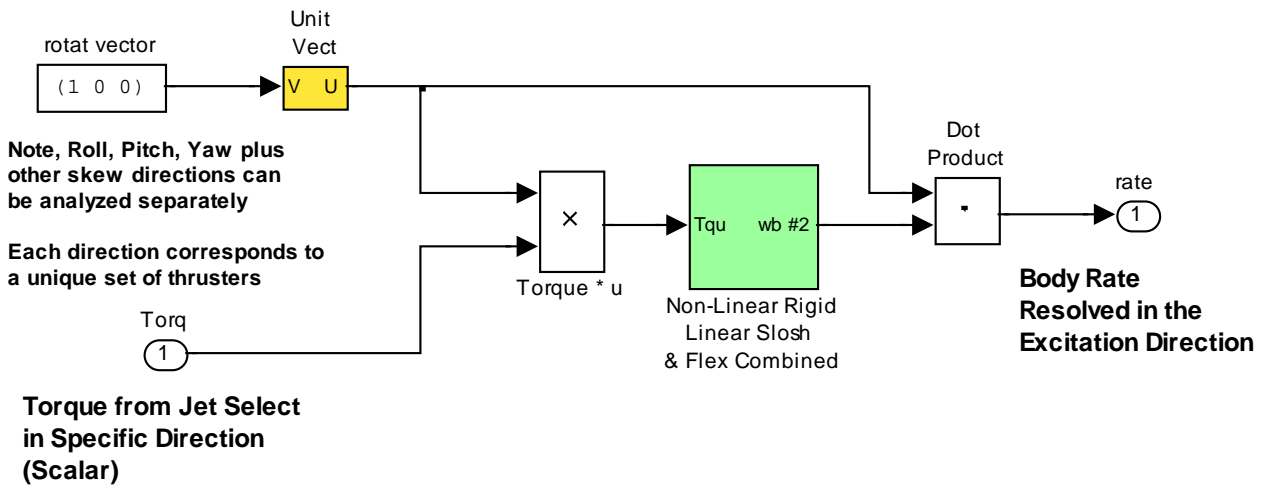 Unit
Vect
rotat vector
(1 0 0)
V U
Note, Roll, Pitch, Yaw plus
other skew directions can
be analyzed separately
Each direction corresponds to
a unique set of thrusters
Torq
1
Torque from Jet Select
in Specific Direction
(Scalar)
×
Torque * u
Tqu wb #2
Non-Linear Rigid
Linear Slosh
& Flex Combined
Dot
Product
rate
1
Body Rate
Resolved in the
Excitation Direction